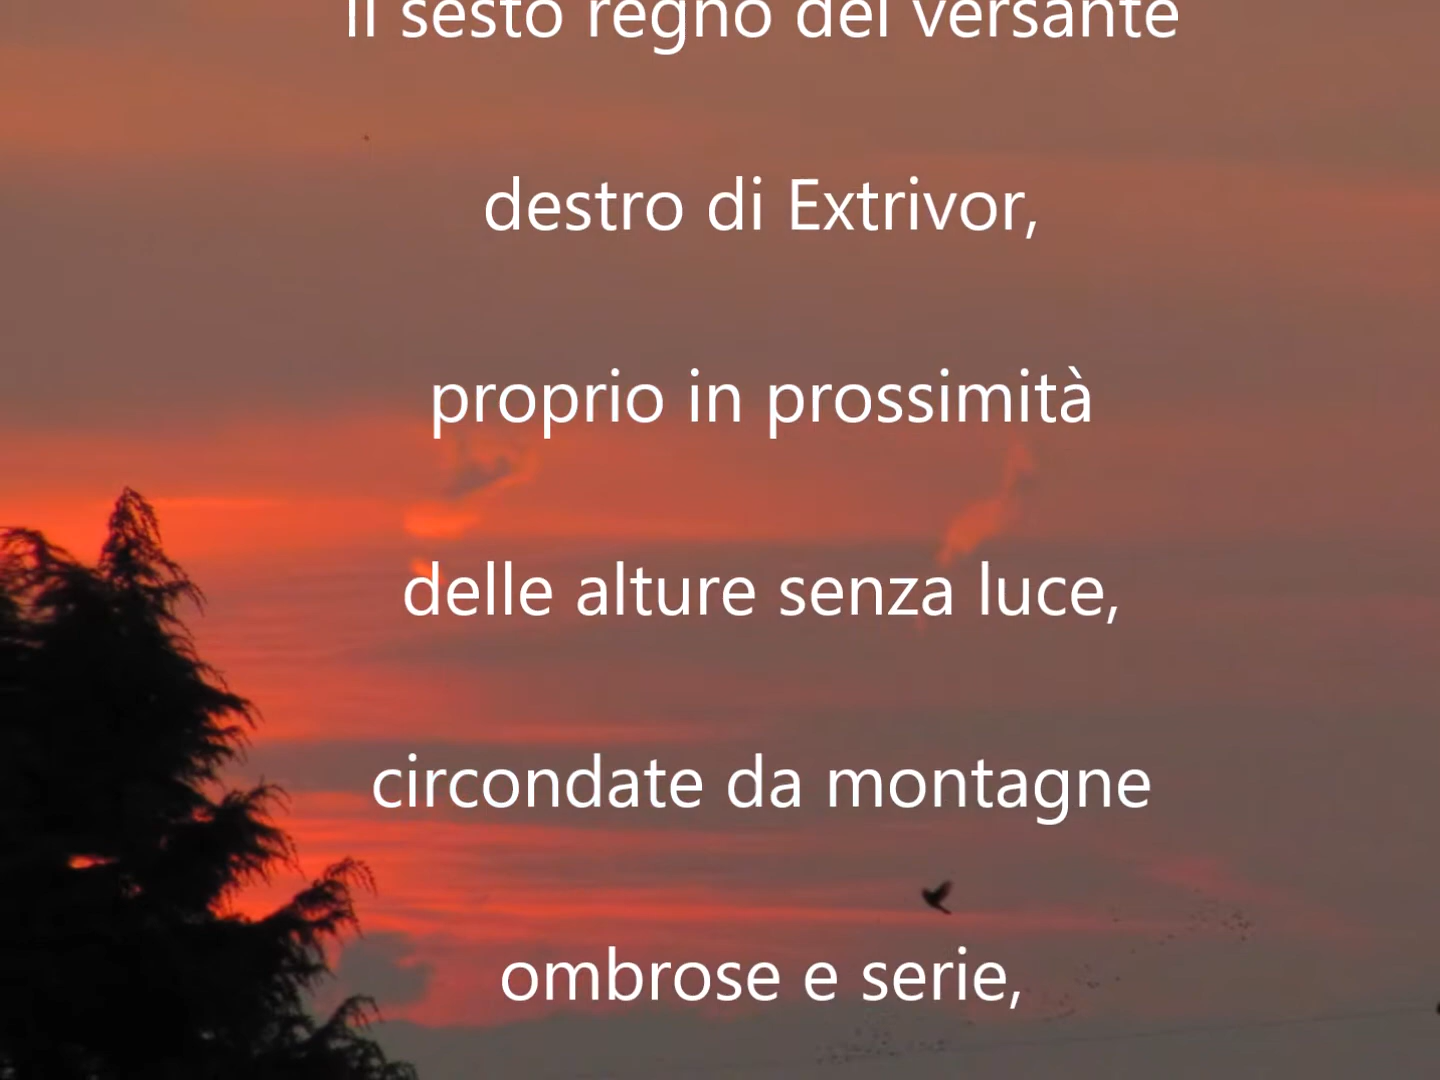 Il sesto regno del versante
destro di Extrivor,
proprio in prossimità
delle alture senza luce,
circondate da montagne
ombrose e serie,